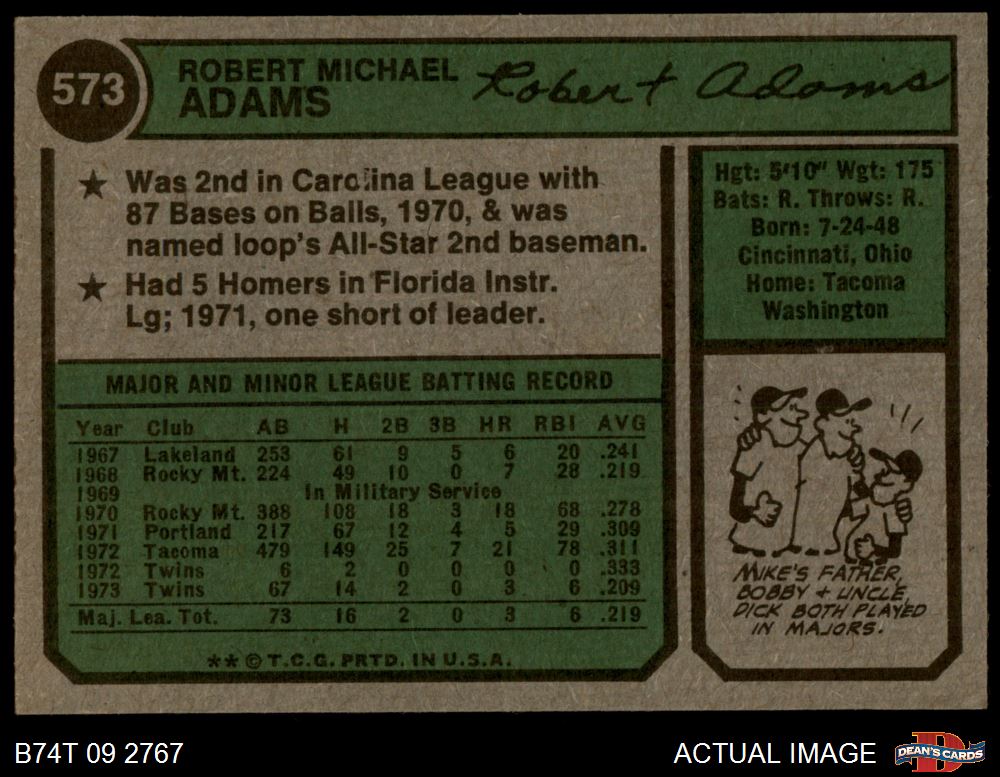 573
ROBERT MICHAEL
ADAMS
Robert Adams
★ Was 2nd in Carolina League with
87 Bases on Balls, 1970, & was
named loop's All-Star 2nd baseman.
★ Had 5 Homers in Florida Instr.
Lg; 1971, one short of leader.
Hgt: 5'10" Wgt: 175
Bats: R. Throws: R.
Born: 7-24-48
Cincinnati, Ohio
Home: Tacoma
Washington
MAJOR AND MINOR LEAGUE BATTING RECORD
Year Club AB H 2B 3B HR RBI AVG
1967 Lakeland 253 61 9 5 6 20 .241
1968 Rocky Mt. 224 49 10 0 7 28 .219
1969 In Military Service
1970 Rocky Mt. 388 108 18 3 18 68 .278
1971 Portland 217 67 12 4 5 29 .309
1972 Tacoma 479 149 25 7 21 78 .311
1972 Twins 6 2 0 0 0 0 .333
1973 Twins 67 14 2 0 3 6 .209
Maj. Lea. Tot. 73 16 2 0 3 6 .219
** © T.C.G. PRTD. IN U.S.A.
MIKE'S FATHER,
BOBBY + UNCLE,
DICK BOTH PLAYED
IN MAJORS.
B74T 09 2767
ACTUAL IMAGE
D
DEAN'S CARDS